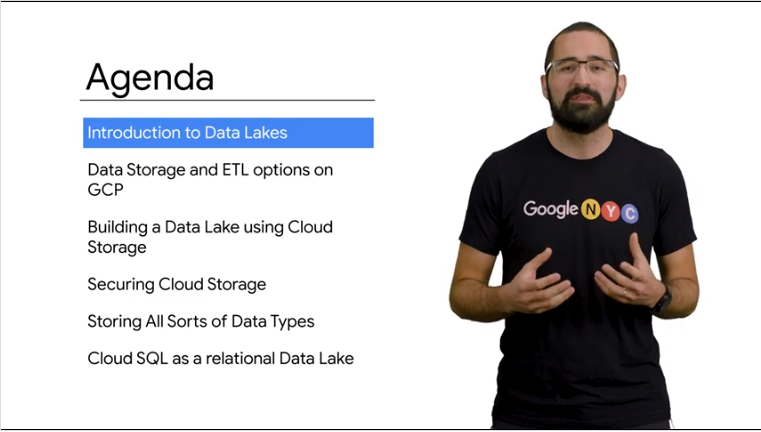 Agenda
Introduction to Data Lakes
Data Storage and ETL options on
GCP
Building a Data Lake using Cloud
Storage
Securing Cloud Storage
Storing All Sorts of Data Types
Cloud SQL as a relational Data Lake
Google NYC